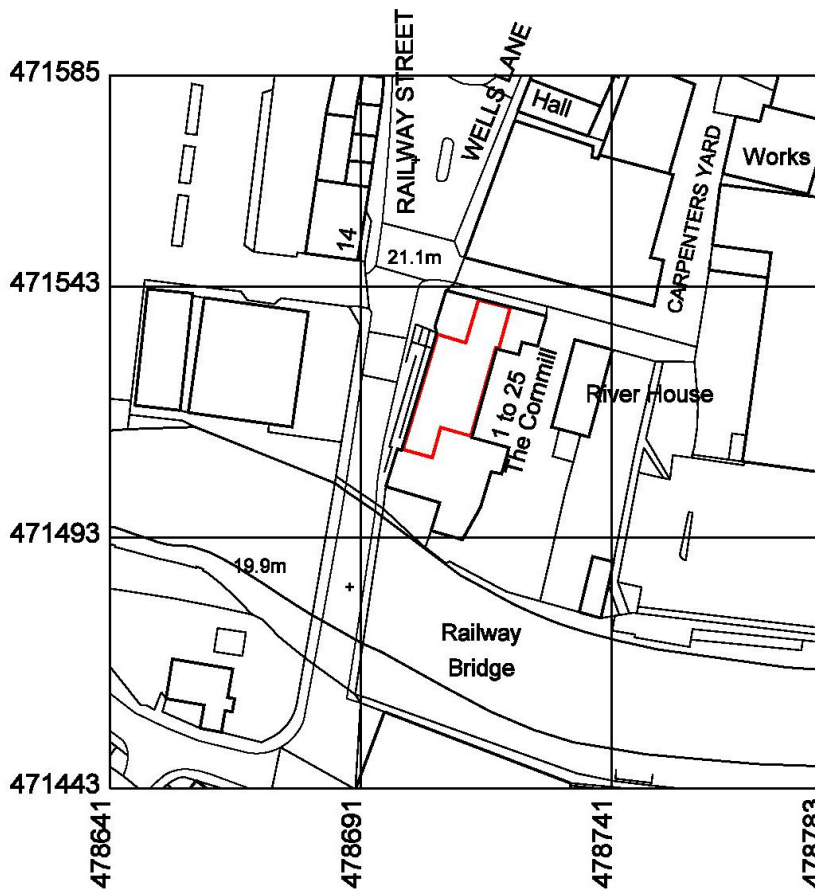 471585
RAILWAY STREET
WELLS LANE
Hall
CARPENTERS YARD
Works
14
21.1m
471543
1 to 25
The Cornmill
River House
471493
19.9m
Railway
Bridge
471443
478641
478691
478741
478783